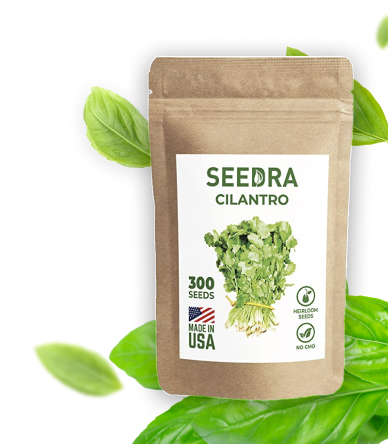 SEEDRA
CILANTRO
300
SEEDS
MADE IN
USA
HEIRLOOM
SEEDS
NO GMO